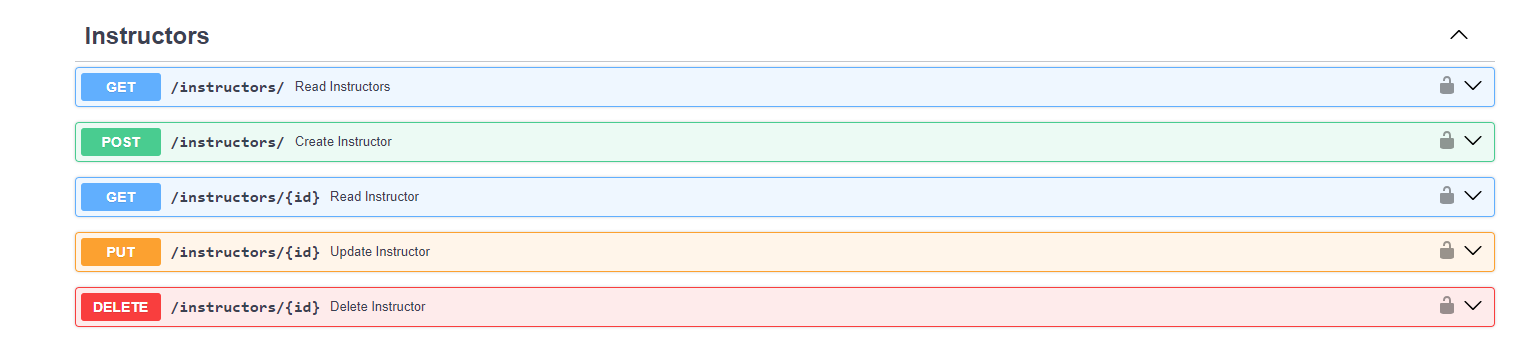 Instructors
GET /instructors/ Read Instructors
POST /instructors/ Create Instructor
GET /instructors/{id} Read Instructor
PUT /instructors/{id} Update Instructor
DELETE /instructors/{id} Delete Instructor